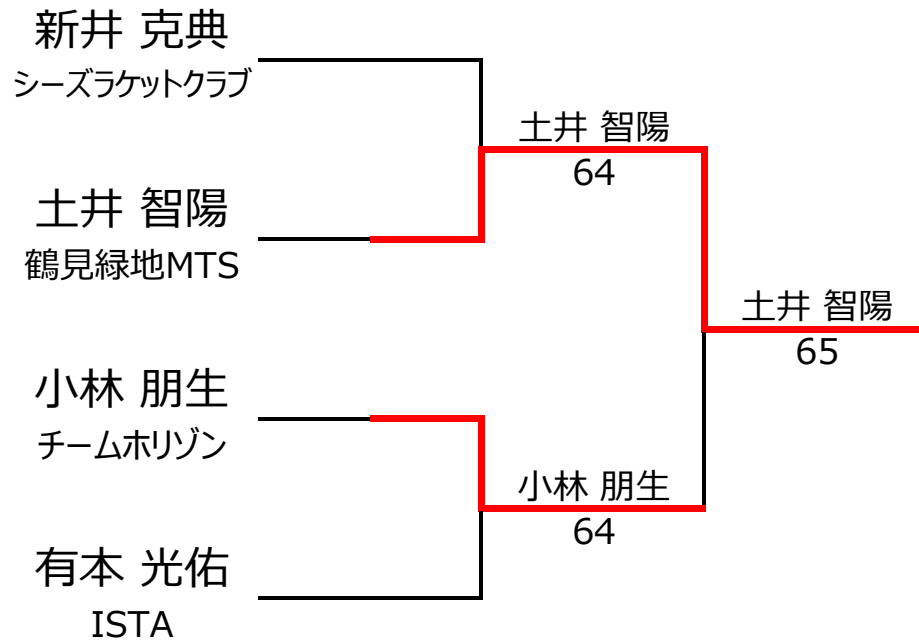 新井 克典
シーズラケットクラブ
土井 智陽
64
土井 智陽
鶴見緑地MTS
土井 智陽
65
小林 朋生
チームホリゾン
小林 朋生
64
有本 光佑
ISTA